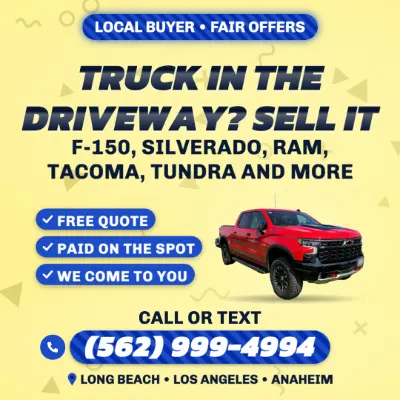 LOCAL BUYER • FAIR OFFERS
TRUCK IN THE
DRIVEWAY? SELL IT
F-150, SILVERADO, RAM,
TACOMA, TUNDRA AND MORE
FREE QUOTE
PAID ON THE SPOT
WE COME TO YOU
CALL OR TEXT
(562) 999-4994
LONG BEACH • LOS ANGELES • ANAHEIM